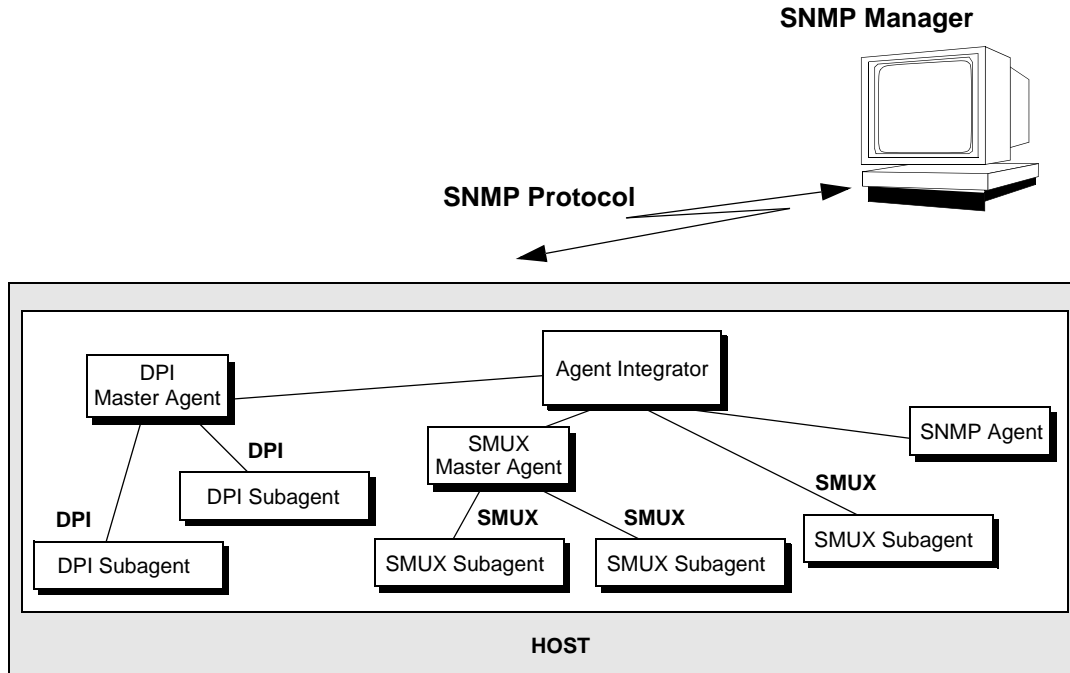 SNMP Manager
SNMP Protocol
DPI
Master Agent
Agent Integrator
SNMP Agent
SMUX
Master Agent
DPI
DPI Subagent
SMUX
DPI
SMUX
SMUX
SMUX Subagent
DPI Subagent
SMUX Subagent
SMUX Subagent
HOST